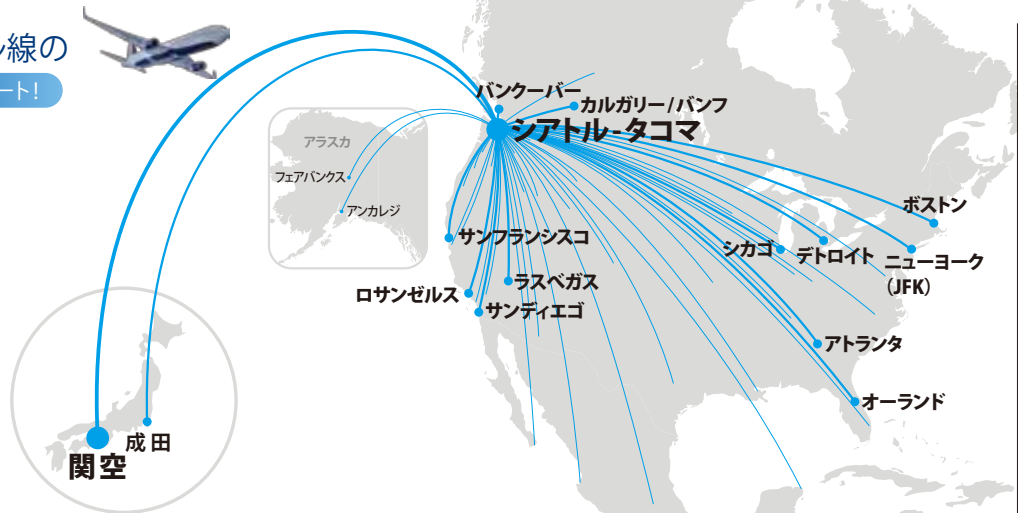 ル線の
ート!
バンクーバー
カルガリー/バンフ
シアトル-タコマ
アラスカ
フェアバンクス
アンカレジ
ボストン
サンフランシスコ
シカゴ
デトロイト
ニューヨーク
(JFK)
ラスベガス
ロサンゼルス
サンディエゴ
アトランタ
オーランド
成田
関空